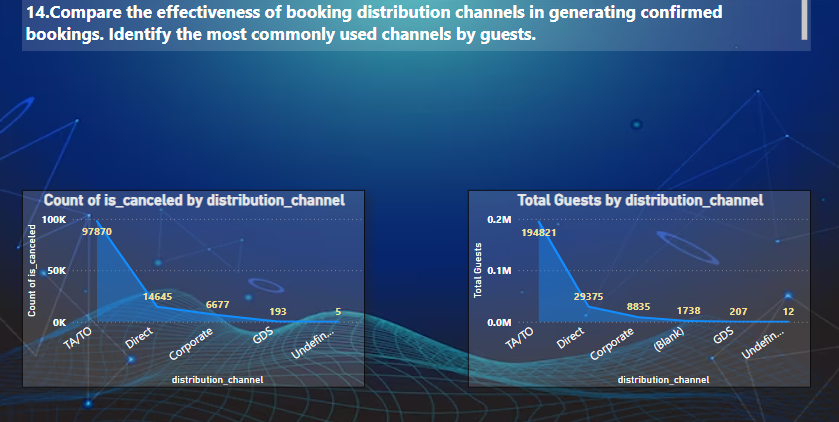 14.Compare the effectiveness of booking distribution channels in generating confirmed
bookings. Identify the most commonly used channels by guests.
Count of is_canceled by distribution_channel
Count of is_canceled
100K
50K
0K
97870
14645
6677
193
5
TA/TO
Direct
Corporate
GDS
Undefin...
distribution_channel
Total Guests by distribution_channel
Total Guests
0.2M
0.1M
0.0M
194821
29375
8835
1738
207
12
TA/TO
Direct
Corporate
(Blank)
GDS
Undefin...
distribution_channel